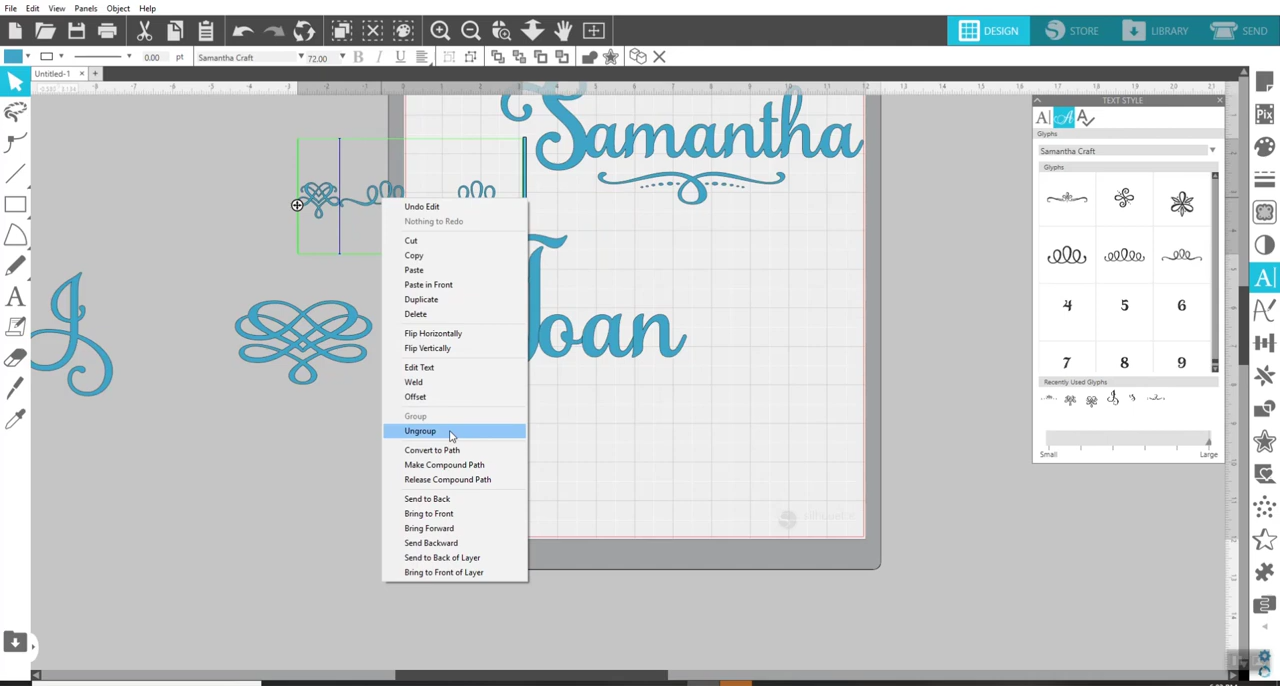 File Edit View Panels Object Help
DESIGN STORE LIBRARY SEND
0.00 pt Samantha Craft 72.00 B I U
Untitled-1 × +
TEXT STYLE
Glyphs
Samantha Craft
Glyphs
4 5 6
7 8 9
Recently Used Glyphs
Small Large
Samantha
Joan
J
Undo Edit
Nothing to Redo
Cut
Copy
Paste
Paste in Front
Duplicate
Delete
Flip Horizontally
Flip Vertically
Edit Text
Weld
Offset
Group
Ungroup
Convert to Path
Make Compound Path
Release Compound Path
Send to Back
Bring to Front
Bring Forward
Send Backward
Send to Back of Layer
Bring to Front of Layer